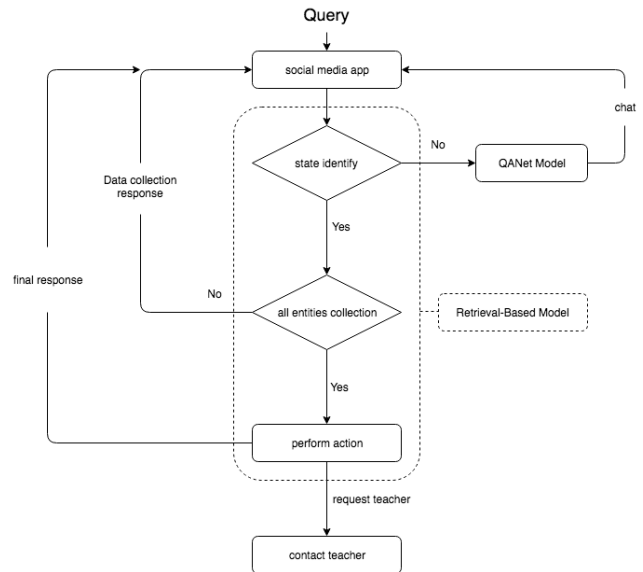 Query
social media app
chat
state identify
No
QANet Model
Data collection
response
Yes
final response
No
all entities collection
Retrieval-Based Model
Yes
perform action
request teacher
contact teacher